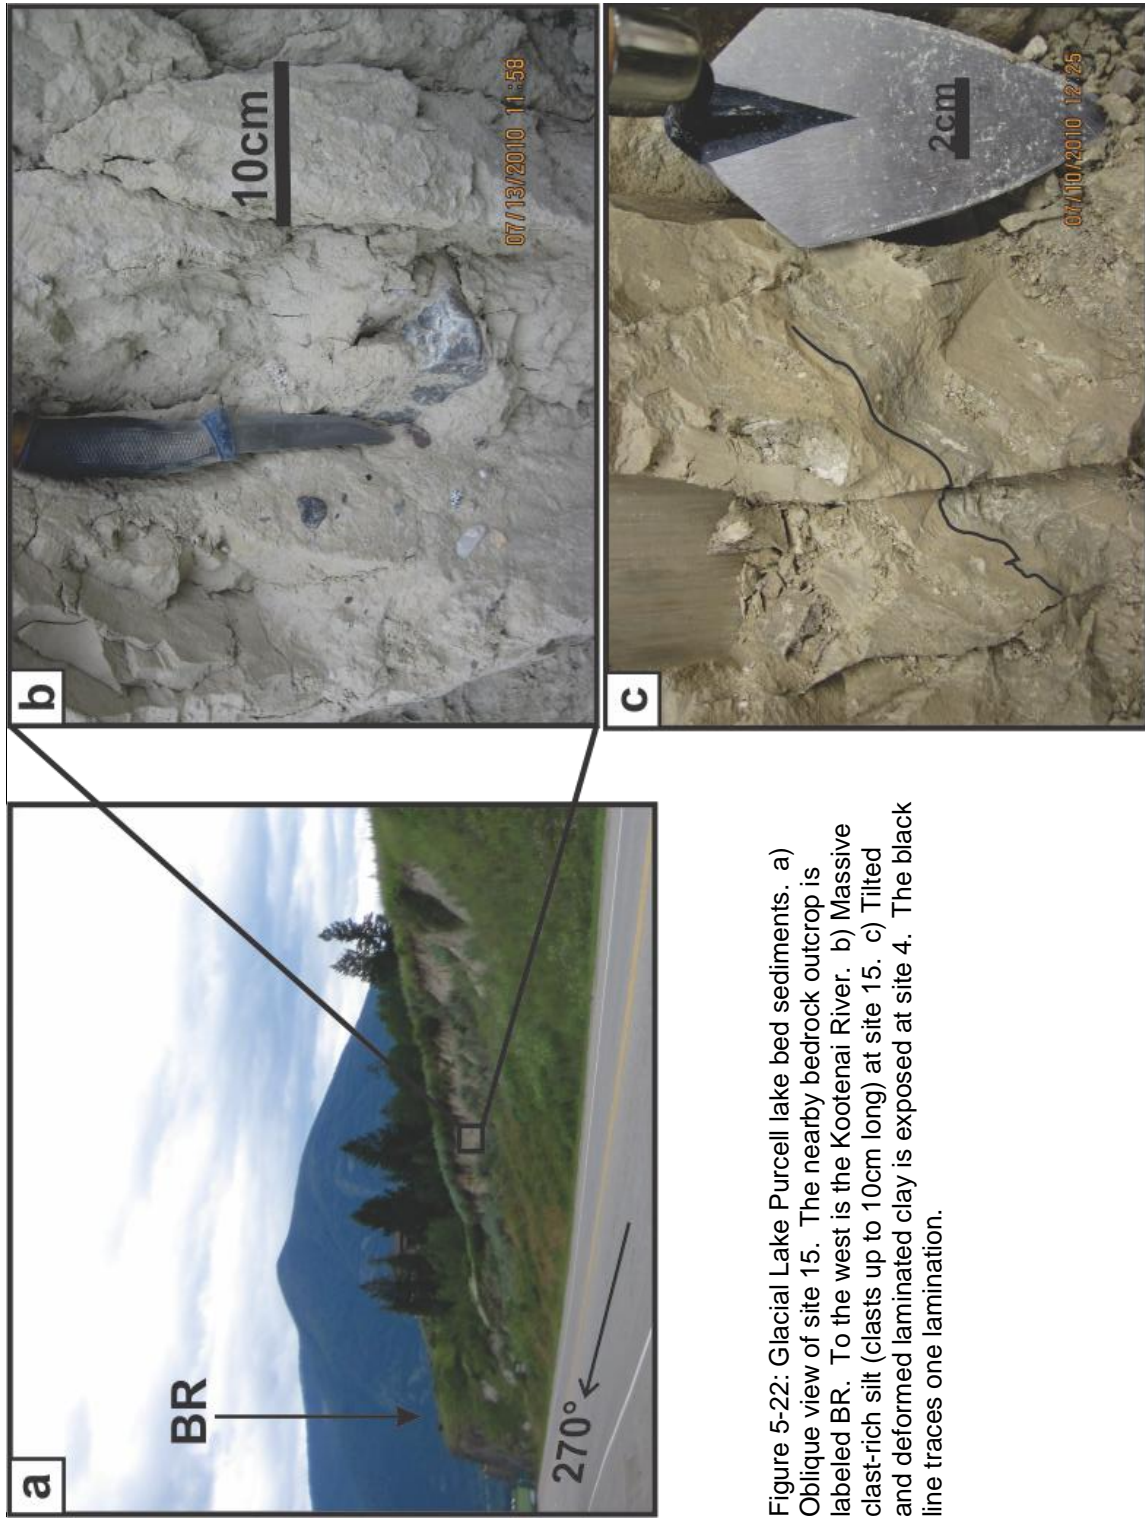 a
BR
270°
b
10cm
07/13/2010 11:58
c
2cm
07/10/2010 12:25
Figure 5-22: Glacial Lake Purcell lake bed sediments. a)
Oblique view of site 15. The nearby bedrock outcrop is
labeled BR. To the west is the Kootenai River. b) Massive
clast-rich silt (clasts up to 10cm long) at site 15. c) Tilted
and deformed laminated clay is exposed at site 4. The black
line traces one lamination.